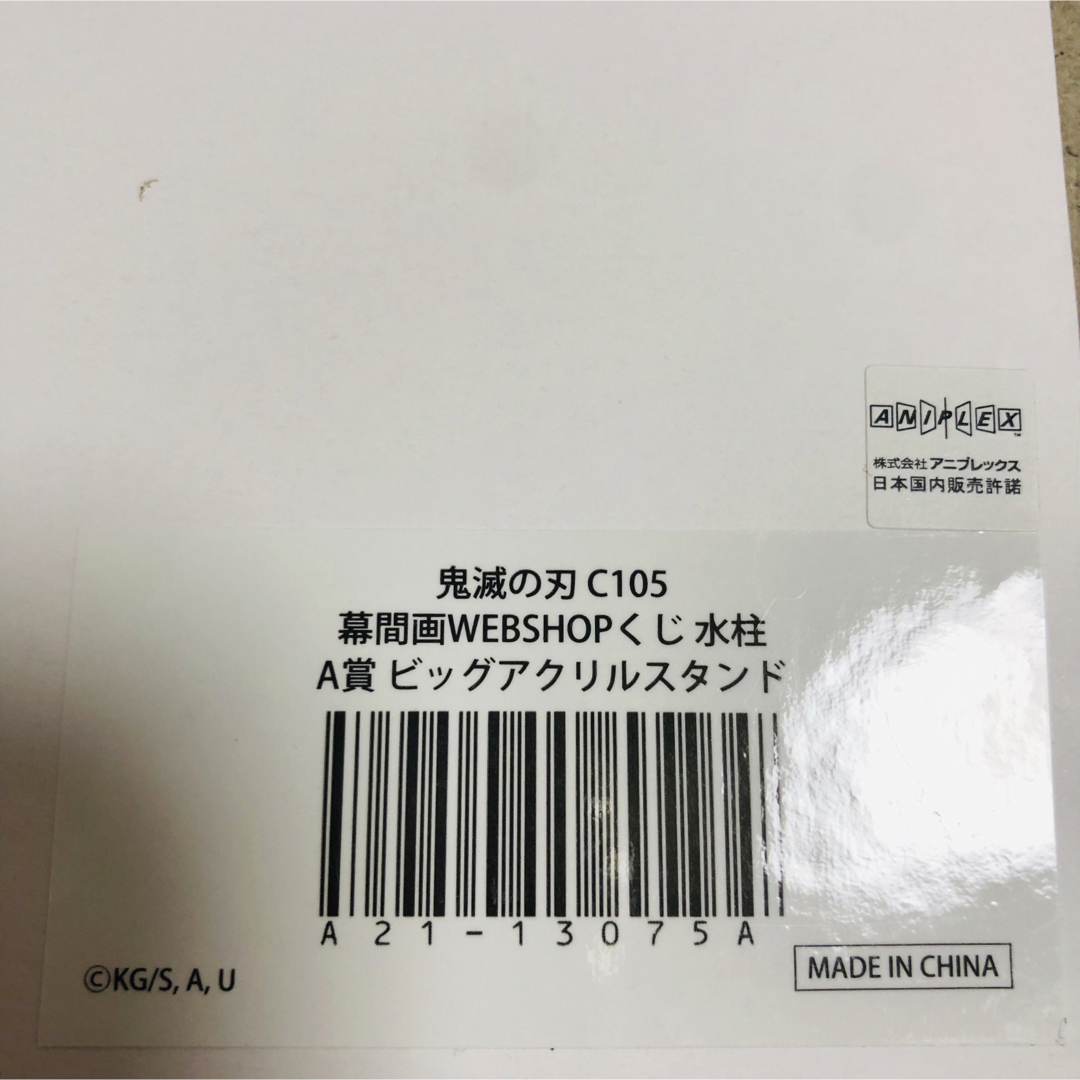 ANIPLEX™
株式会社アニプレックス
日本国内販売許諾
鬼滅の刃 C105
幕間画WEBSHOPくじ 水柱
A賞 ビッグアクリルスタンド
A21-13075A
©KG/S, A, U
MADE IN CHINA